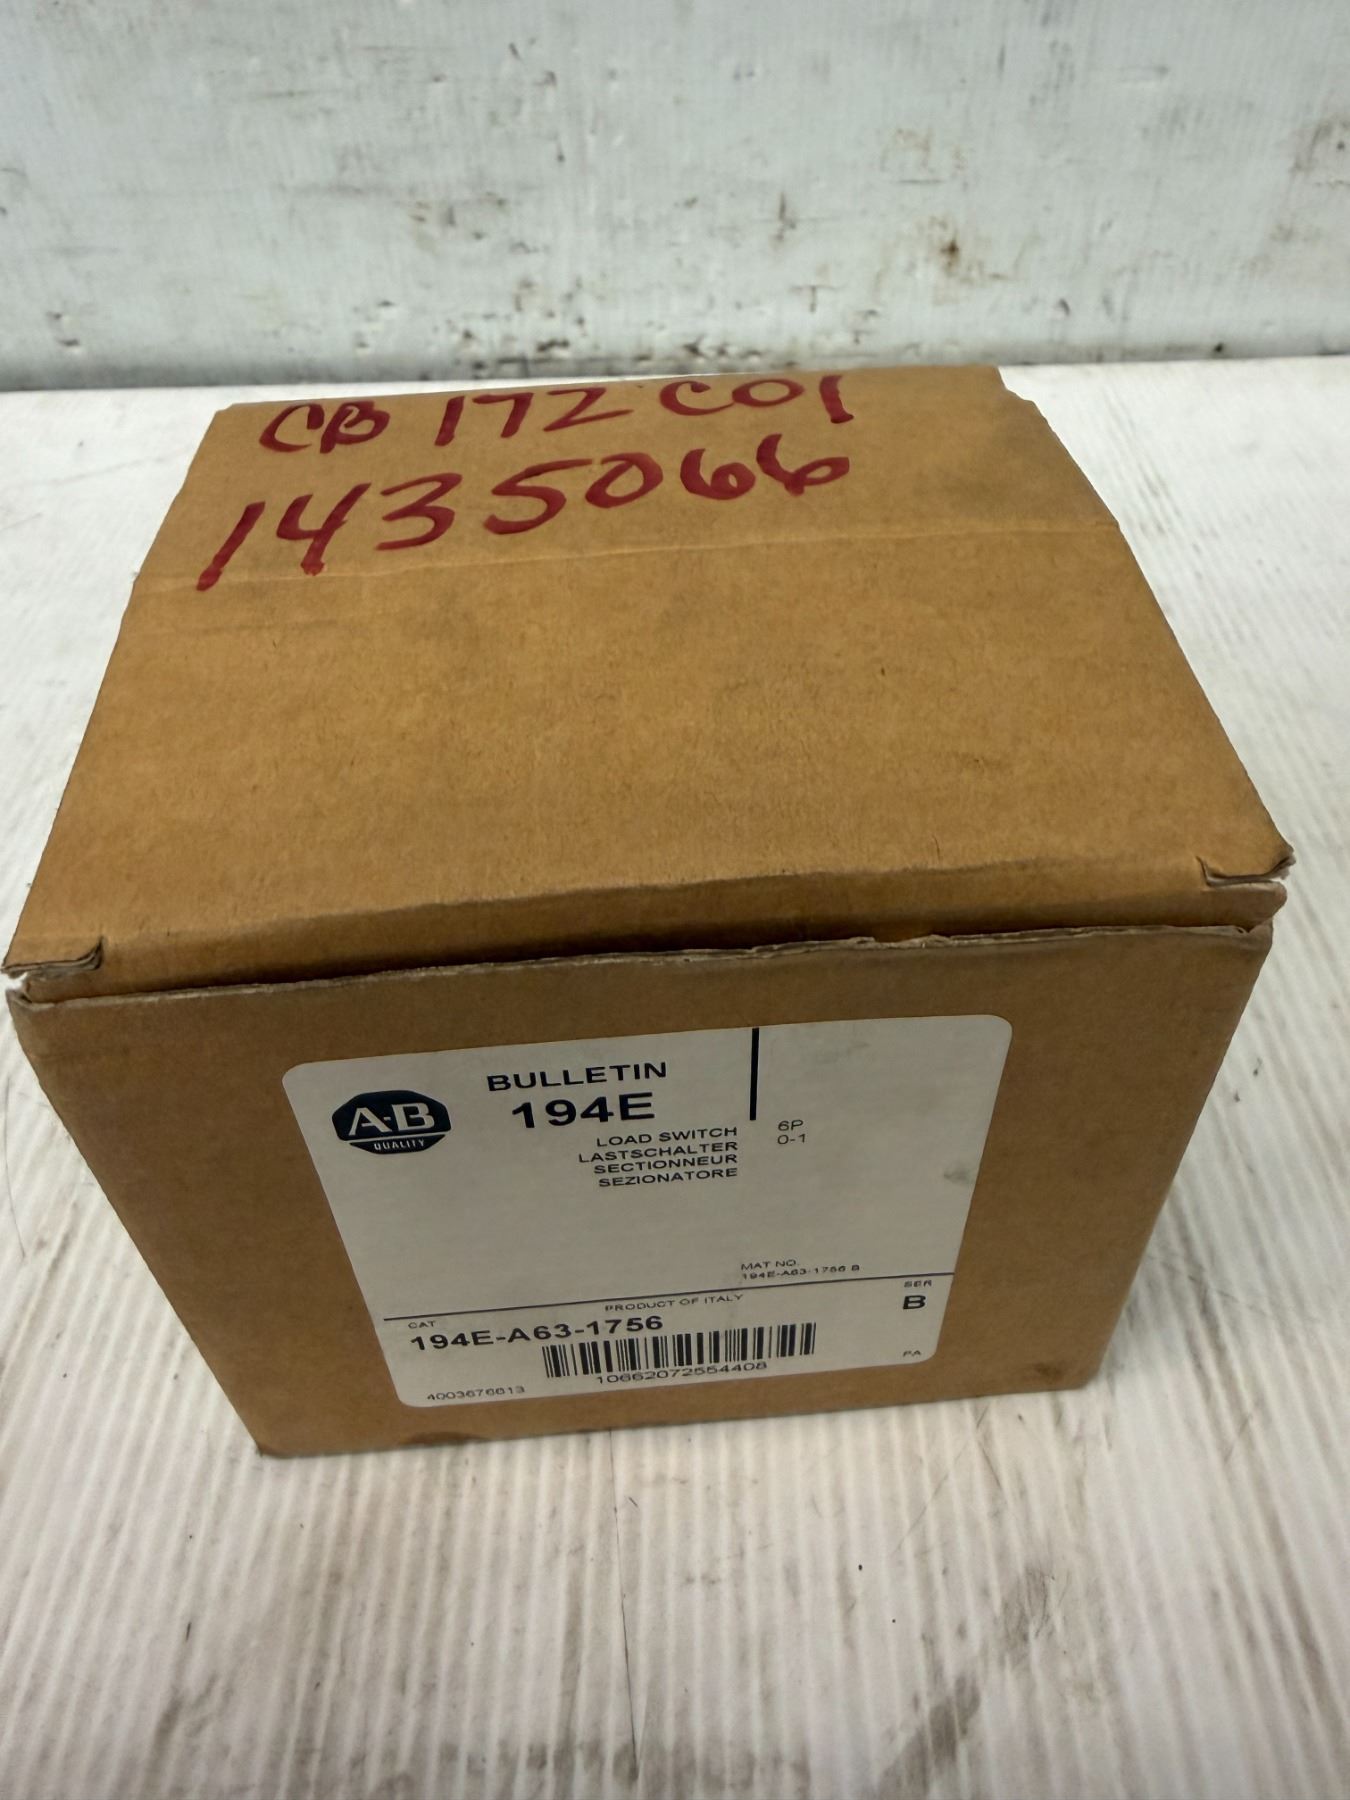 CB 172 C01
1435066
A-B
QUALITY
BULLETIN
194E
LOAD SWITCH
LASTSCHALTER
SECTIONNEUR
SEZIONATORE
6P
0-1
MAT NO.
194E-A63-1756 B
PRODUCT OF ITALY
SER
B
CAT
194E-A63-1756
10662072554408
4003676613
PA